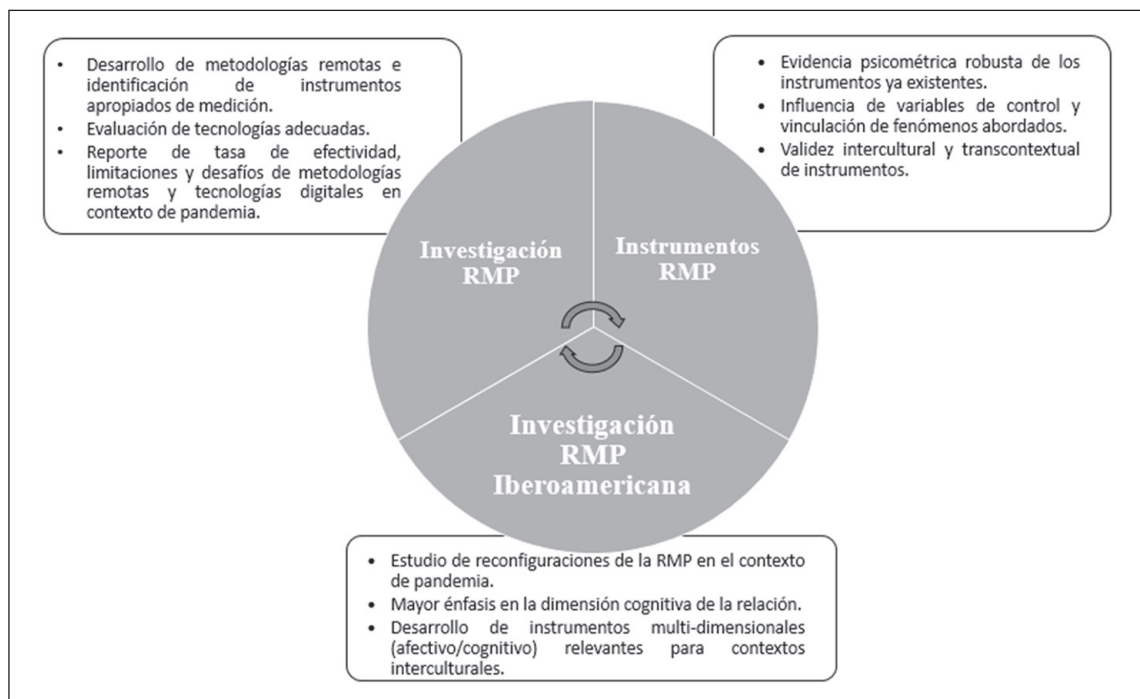 • Desarrollo de metodologías remotas e
identificación de instrumentos
apropiados de medición.
• Evaluación de tecnologías adecuadas.
• Reporte de tasa de efectividad,
limitaciones y desafíos de metodologías
remotas y tecnologías digitales en
contexto de pandemia.
• Evidencia psicométrica robusta de los
instrumentos ya existentes.
• Influencia de variables de control y
vinculación de fenómenos abordados.
• Validez intercultural y transcontextual
de instrumentos.
Investigación
RMP
Instrumentos
RMP
Investigación
RMP
Iberoamericana
• Estudio de reconfiguraciones de la RMP en el contexto
de pandemia.
• Mayor énfasis en la dimensión cognitiva de la relación.
• Desarrollo de instrumentos multi-dimensionales
(afectivo/cognitivo) relevantes para contextos
interculturales.